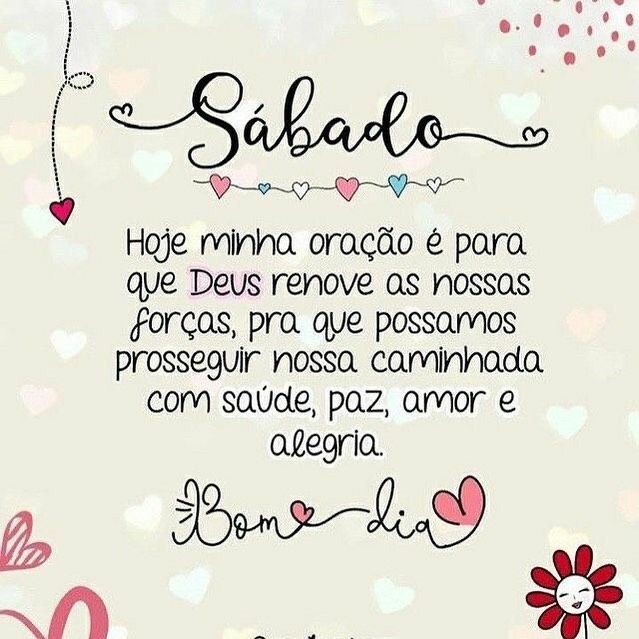 Sábado
Hoje minha oração é para
que Deus renove as nossas
forças, pra que possamos
prosseguir nossa caminhada
com saúde, paz, amor e
alegria.
Bom dia